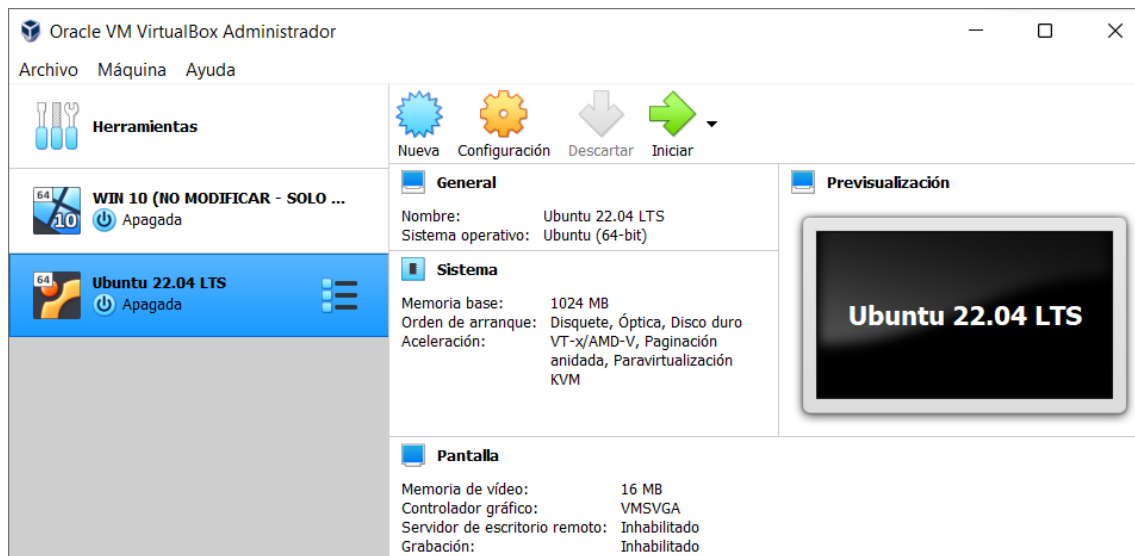 Oracle VM VirtualBox Administrador
Archivo Máquina Ayuda
Herramientas
64
10
WIN 10 (NO MODIFICAR - SOLO ...
Apagada
64
Ubuntu 22.04 LTS
Apagada
Nueva Configuración Descartar Iniciar
General
Nombre: Ubuntu 22.04 LTS
Sistema operativo: Ubuntu (64-bit)
Sistema
Memoria base: 1024 MB
Orden de arranque: Disquete, Óptica, Disco duro
Aceleración: VT-x/AMD-V, Paginación
anidada, Paravirtualización
KVM
Previsualización
Ubuntu 22.04 LTS
Pantalla
Memoria de vídeo: 16 MB
Controlador gráfico: VMSVGA
Servidor de escritorio remoto: Inhabilitado
Grabación: Inhabilitado